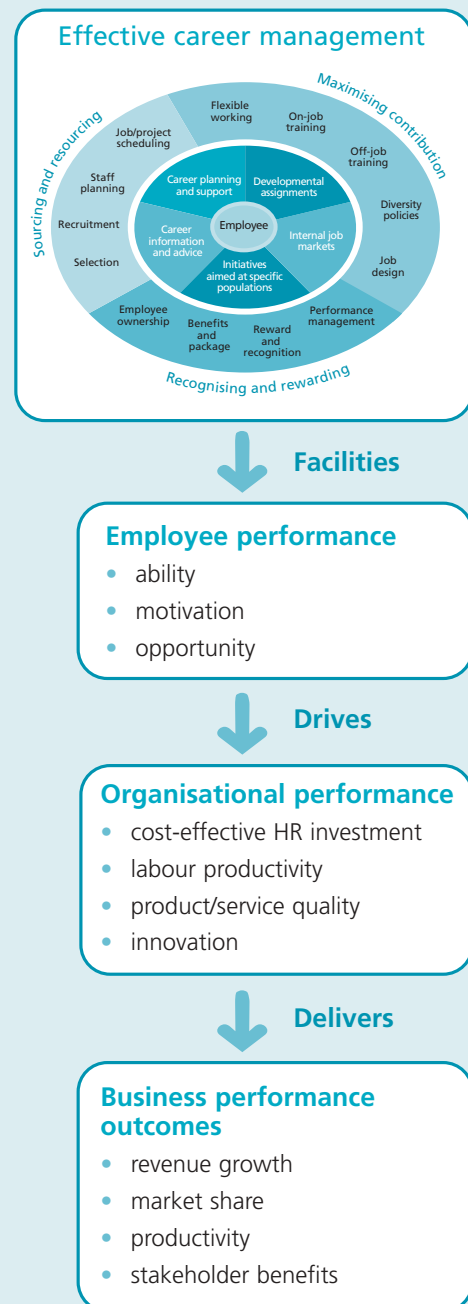 Effective career management
Sourcing and resourcing
Maximising contribution
Recognising and rewarding
Flexible
working
On-job
training
Off-job
training
Diversity
policies
Job
design
Performance
management
Reward
and
recognition
Benefits
and
package
Employee
ownership
Selection
Recruitment
Staff
planning
Job/project
scheduling
Career planning
and support
Developmental
assignments
Internal job
markets
Initiatives
aimed at specific
populations
Career
information
and advice
Employee
Facilities
Employee performance
• ability
• motivation
• opportunity
Drives
Organisational performance
• cost-effective HR investment
• labour productivity
• product/service quality
• innovation
Delivers
Business performance
outcomes
• revenue growth
• market share
• productivity
• stakeholder benefits